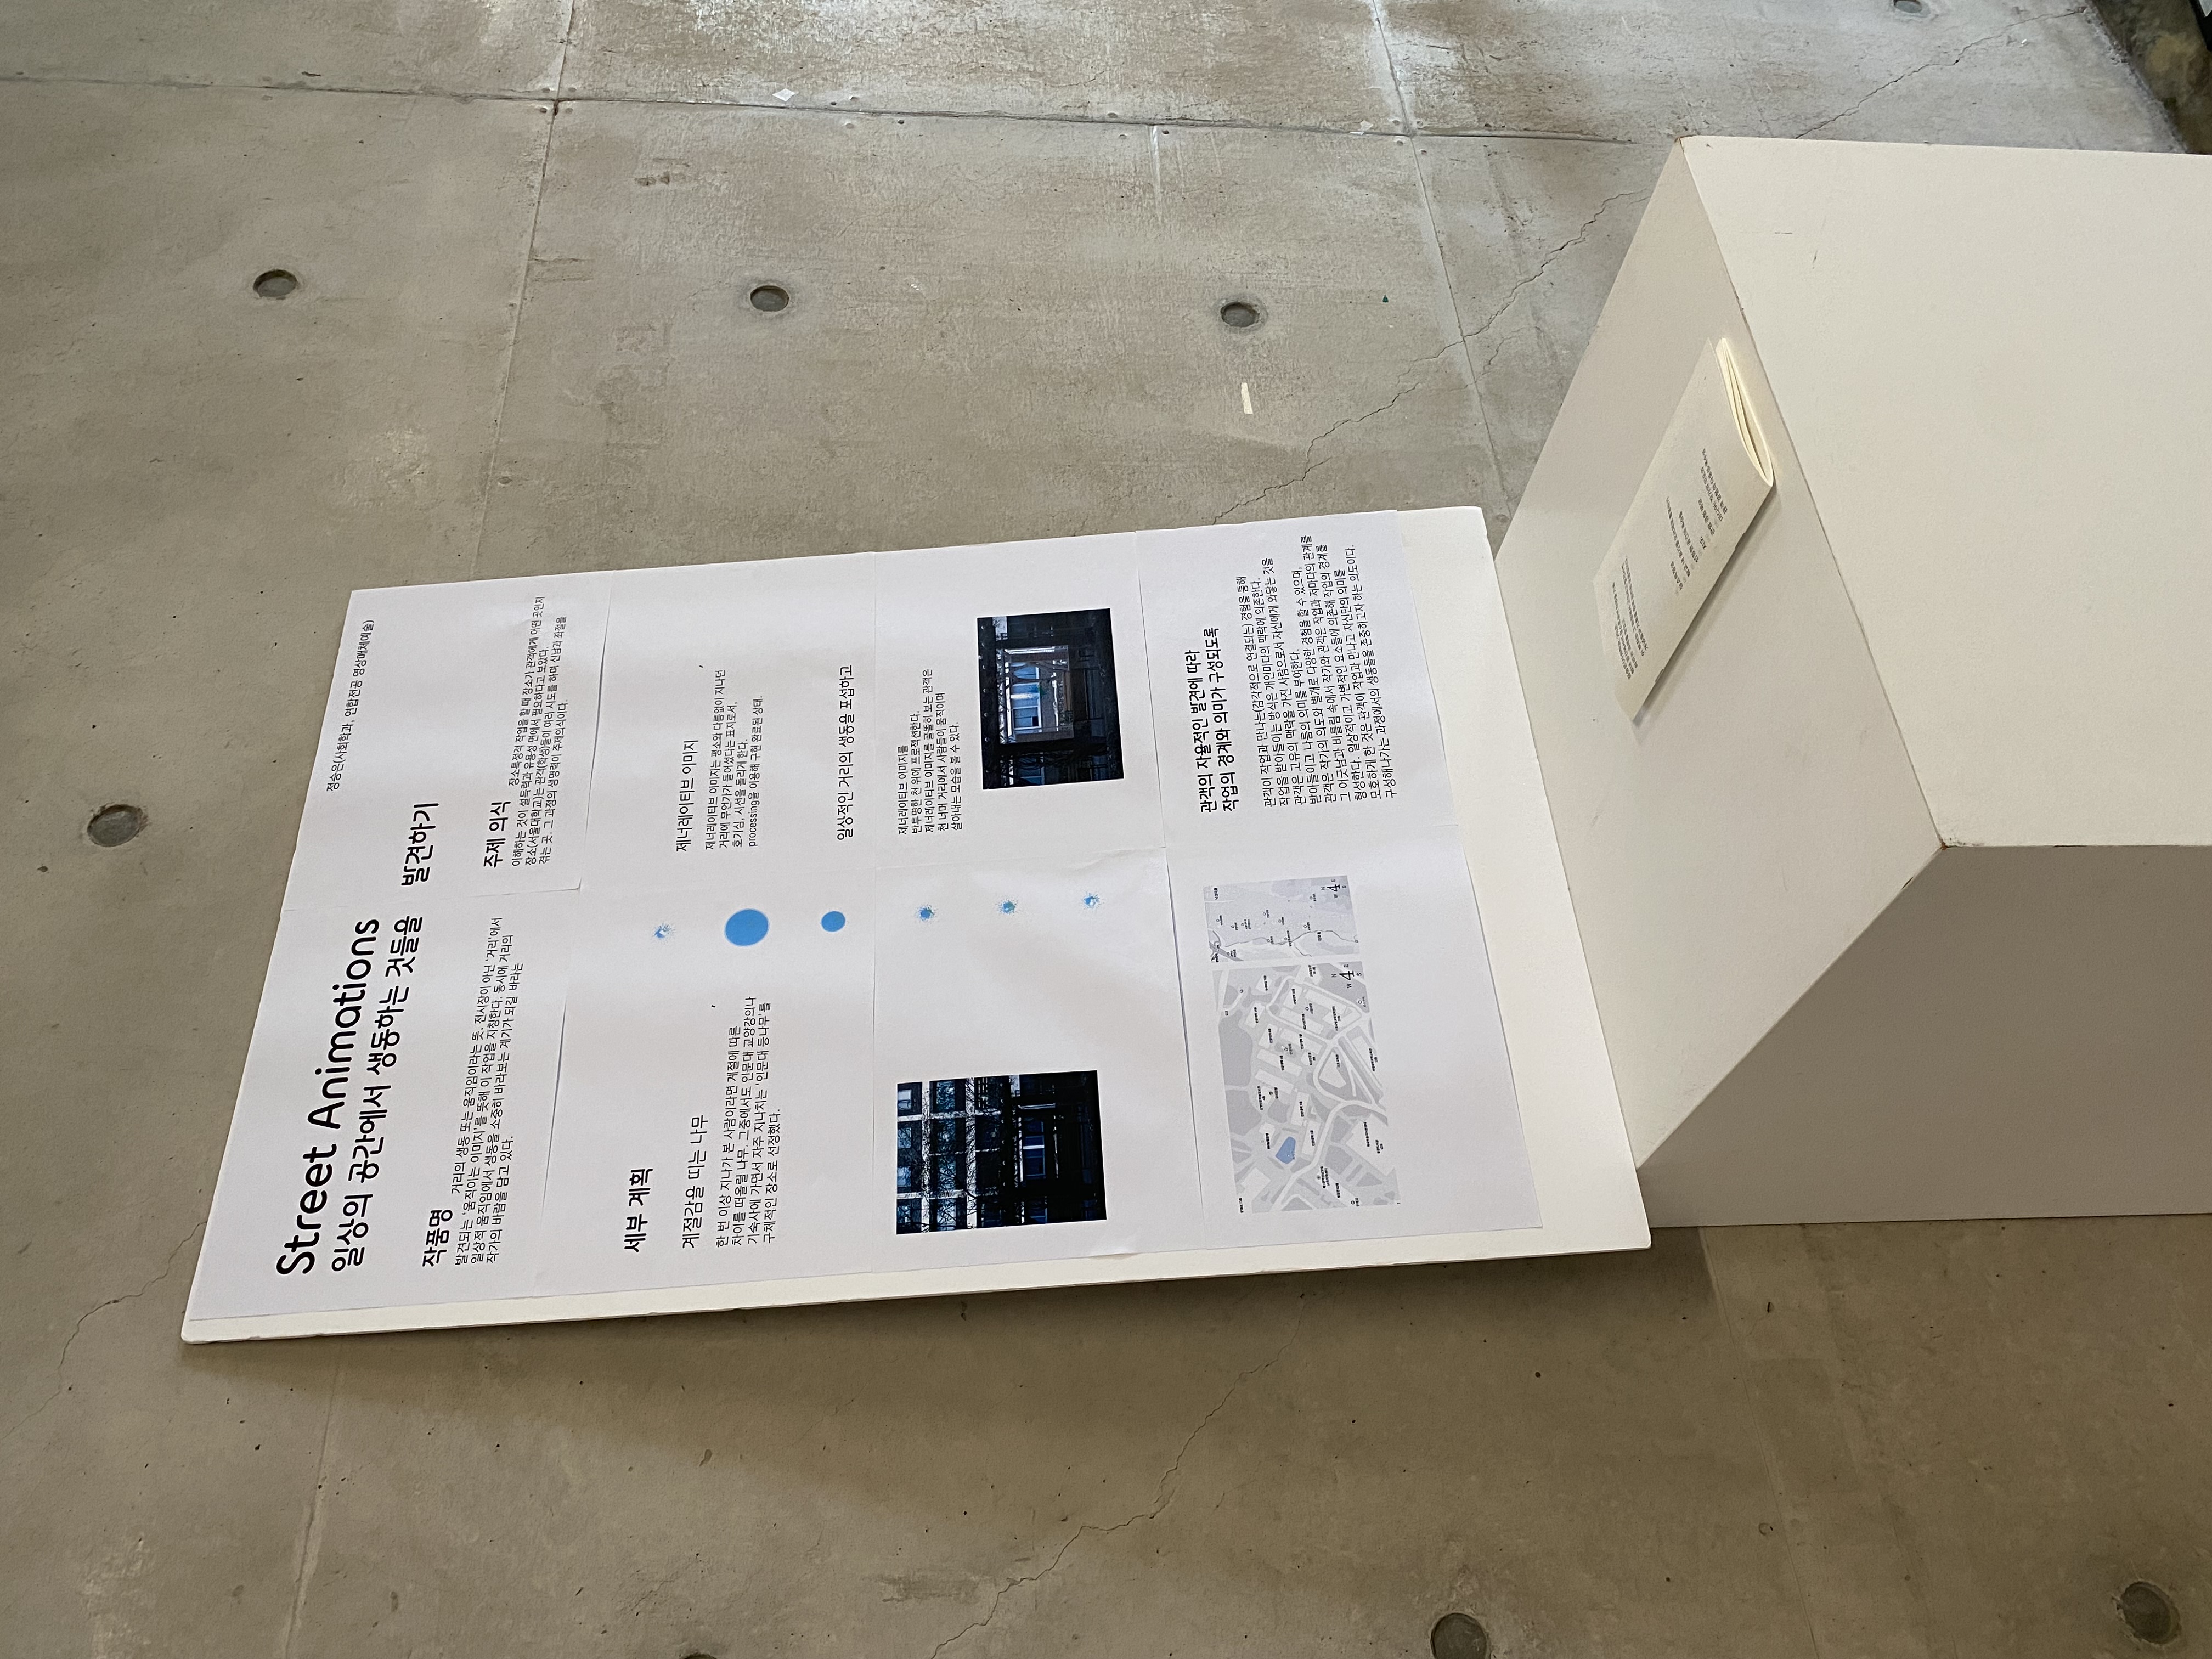 Street Animations
일상의 공간에서 생동하는 것들을 발견하기
정승은(사회학과, 연합전공 영상매체예술)
작품명
거리의 생동 또는 움직임이라는 뜻. 전시장이 아닌 '거리'에서
발견되는 '움직이는 이미지'를 뜻해 이 작업을 지칭한다. 동시에 거리의
일상적 움직임에서 생동을 소중히 바라보는 계기가 되길 바라는
작가의 바람을 담고 있다.
주제 의식
장소특정적 작업을 할 때 장소가 관객에게 어떤 곳인지
이해하는 것이 설득력과 유용성 면에서 필요하다고 보았다.
장소(서울대학교)는 관객(학생)들이 여러 시도를 하며 신남과 좌절을
겪는 곳. 그 과정의 생명력이 주제의식이다.
세부 계획
계절감을 띠는 나무
,
한 번 이상 지나가 본 사람이라면 계절에 따른
차이를 떠올릴 나무. 그중에서도 인문대 교양강의나
기숙사에 가면서 자주 지나치는 '인문대 등나무'를
구체적인 장소로 선정했다.
제너레이티브 이미지
,
제너레이티브 이미지는 평소와 다름없이 지나던
거리에 무언가가 들어섰다는 표지로서,
호기심, 시선을 돌리게 한다.
processing을 이용해 구현 완료된 상태.
일상적인 거리의 생동을 포섭하고
제너레이티브 이미지를
반투명한 천 위에 프로젝션한다.
제너레이티브 이미지를 골똘히 보는 관객은
천 너머 거리에서 사람들이 움직이며
살아내는 모습을 볼 수 있다.
N
W 4 E
S
N
W 4 E
S
관객의 자율적인 발견에 따라
작업의 경계와 의미가 구성되도록
관객이 작업과 만나는(감각적으로 연결되는) 경험을 통해
작업을 받아들이는 방식은 개인마다의 맥락에 의존한다.
관객은 고유의 맥락을 가진 사람으로서 자신에게 와닿는 것을
받아들이고 나름의 의미를 부여한다.
관객은 작가의 의도와 별개로 다양한 경험을 할 수 있으며,
그 어긋남과 비틀림 속에서 작가와 관객은 작업과 저마다의 관계를
형성한다. 일상적이고 가변적인 요소들에 의존해 작업의 경계를
모호하게 한 것은 관객이 작업과 만나고 자신만의 의미를
구성해나가는 과정에서의 생동들을 존중하고자 하는 의도이다.